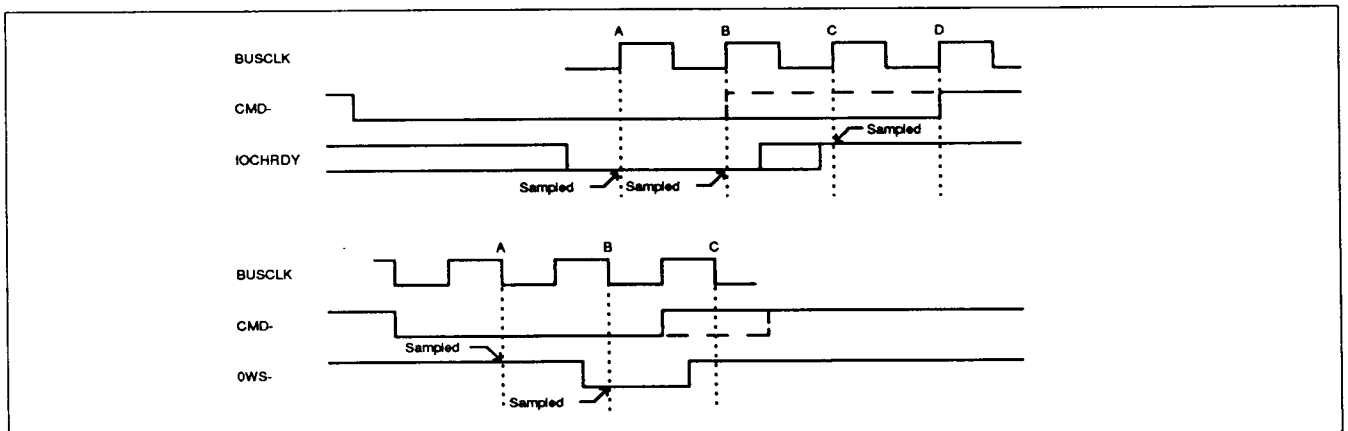 A B C D
BUSCLK
CMD-
Sampled
IOCHRDY
Sampled Sampled
A B C
BUSCLK
CMD-
Sampled
0WS-
Sampled